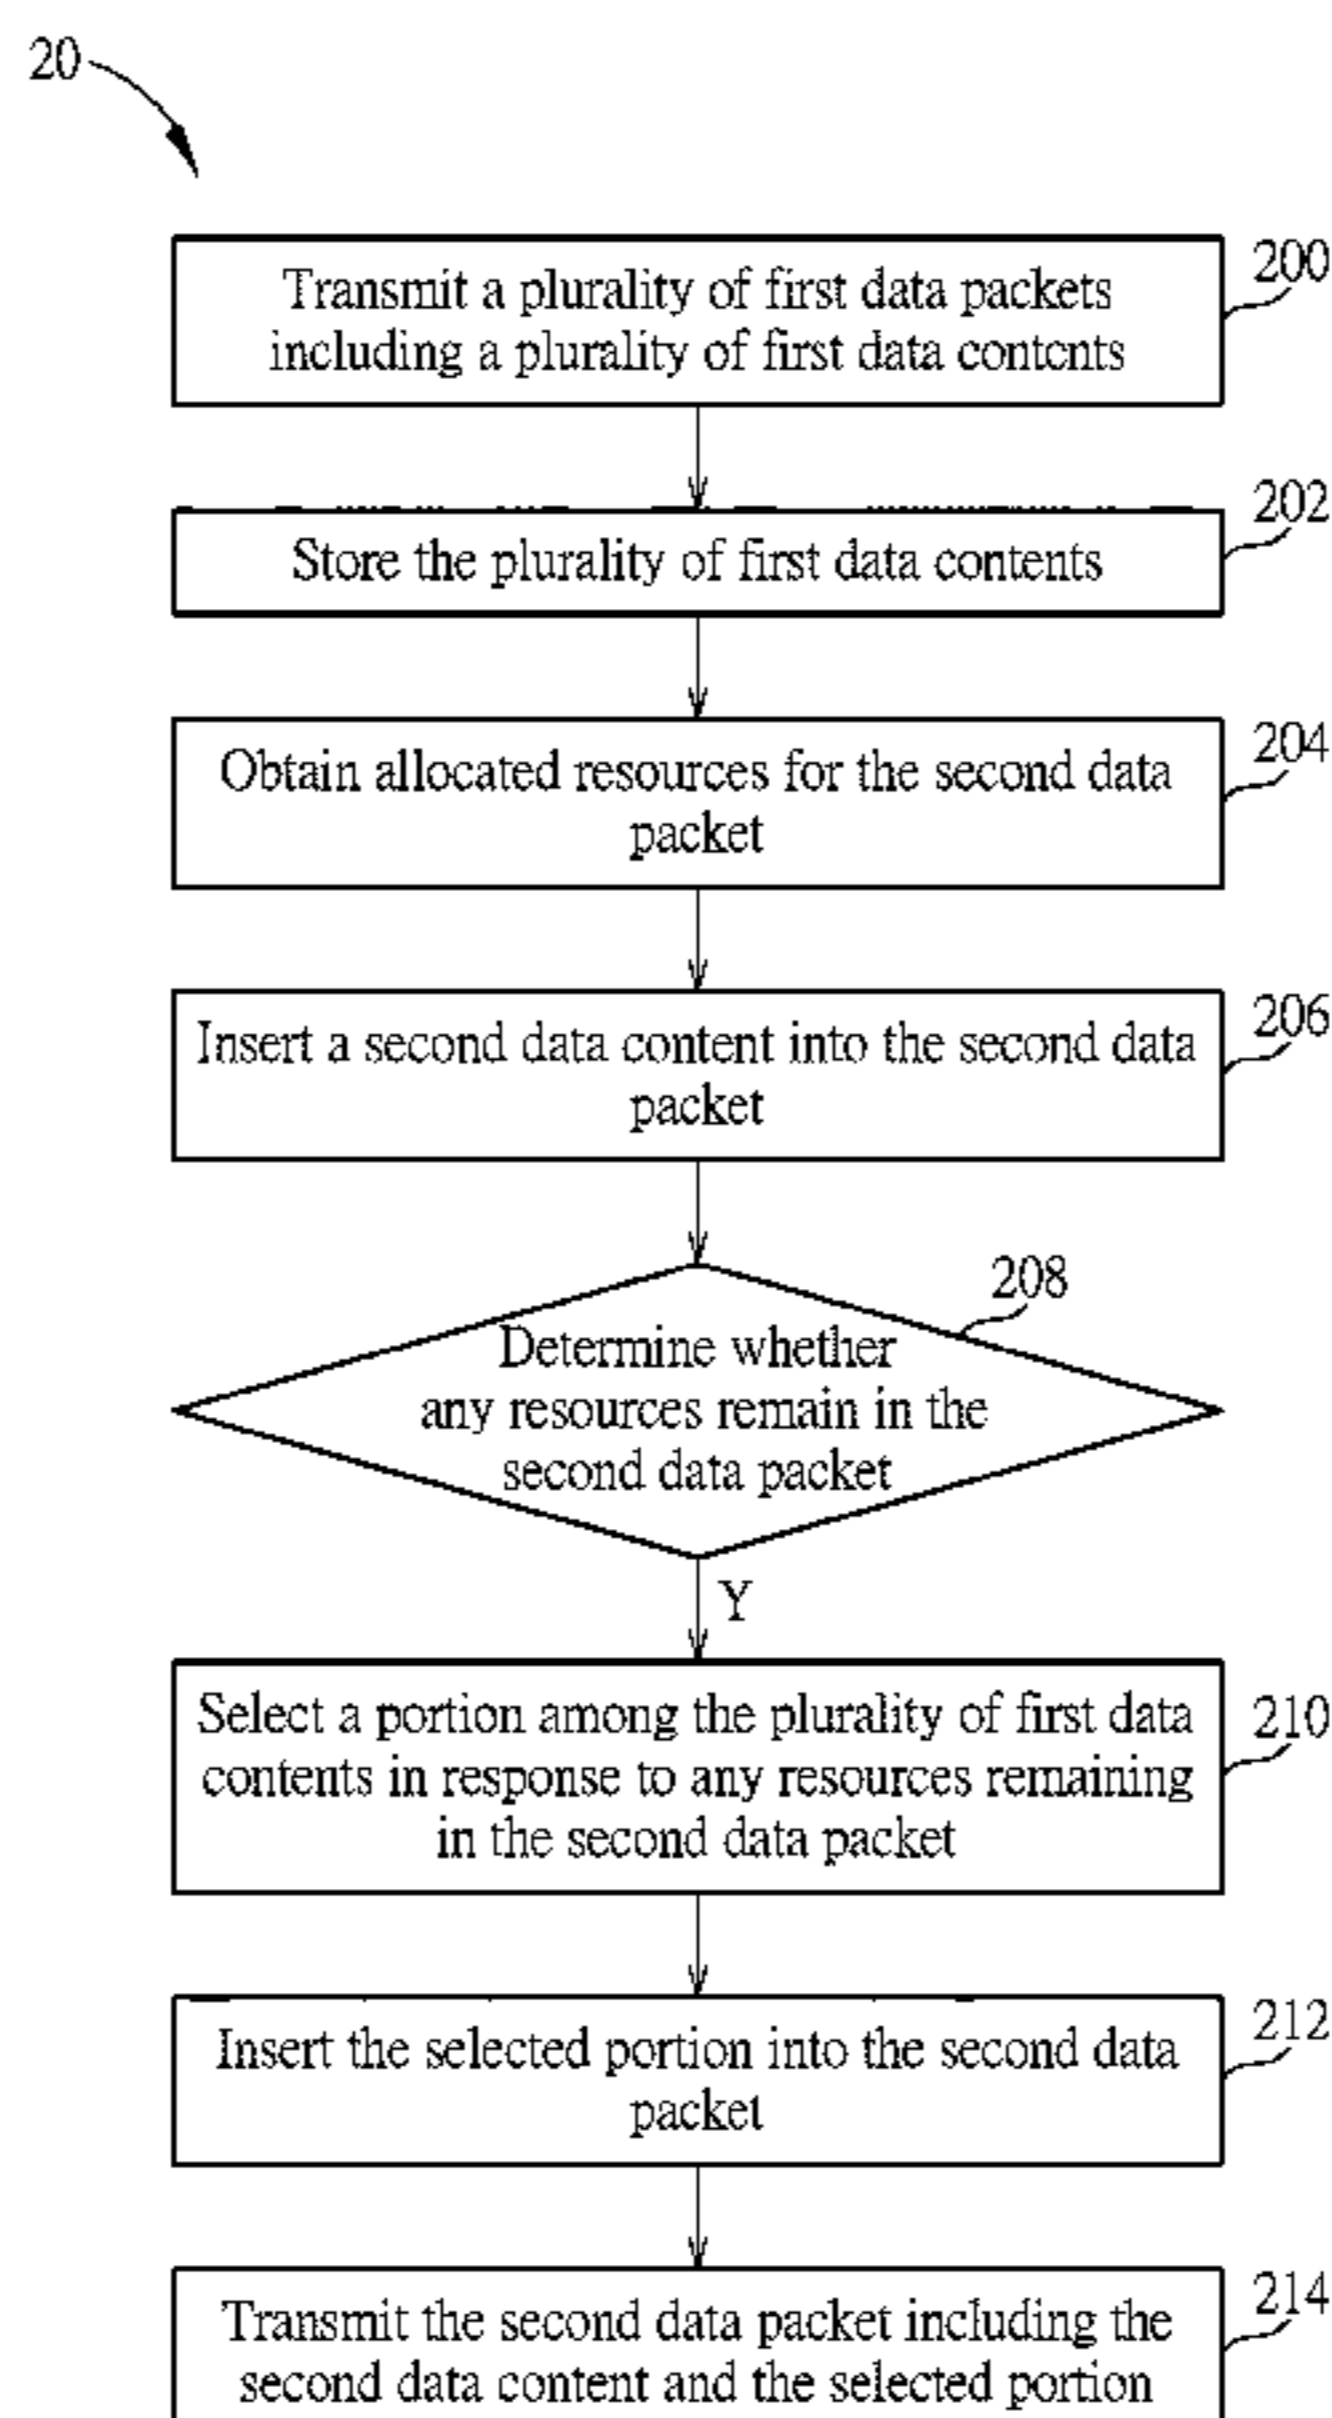 20
Transmit a plurality of first data packets
including a plurality of first data contents
200
Store the plurality of first data contents
202
Obtain allocated resources for the second data
packet
204
Insert a second data content into the second data
packet
206
208
Determine whether
any resources remain in the
second data packet
Y
Select a portion among the plurality of first data
contents in response to any resources remaining
in the second data packet
210
Insert the selected portion into the second data
packet
212
Transmit the second data packet including the
second data content and the selected portion
214